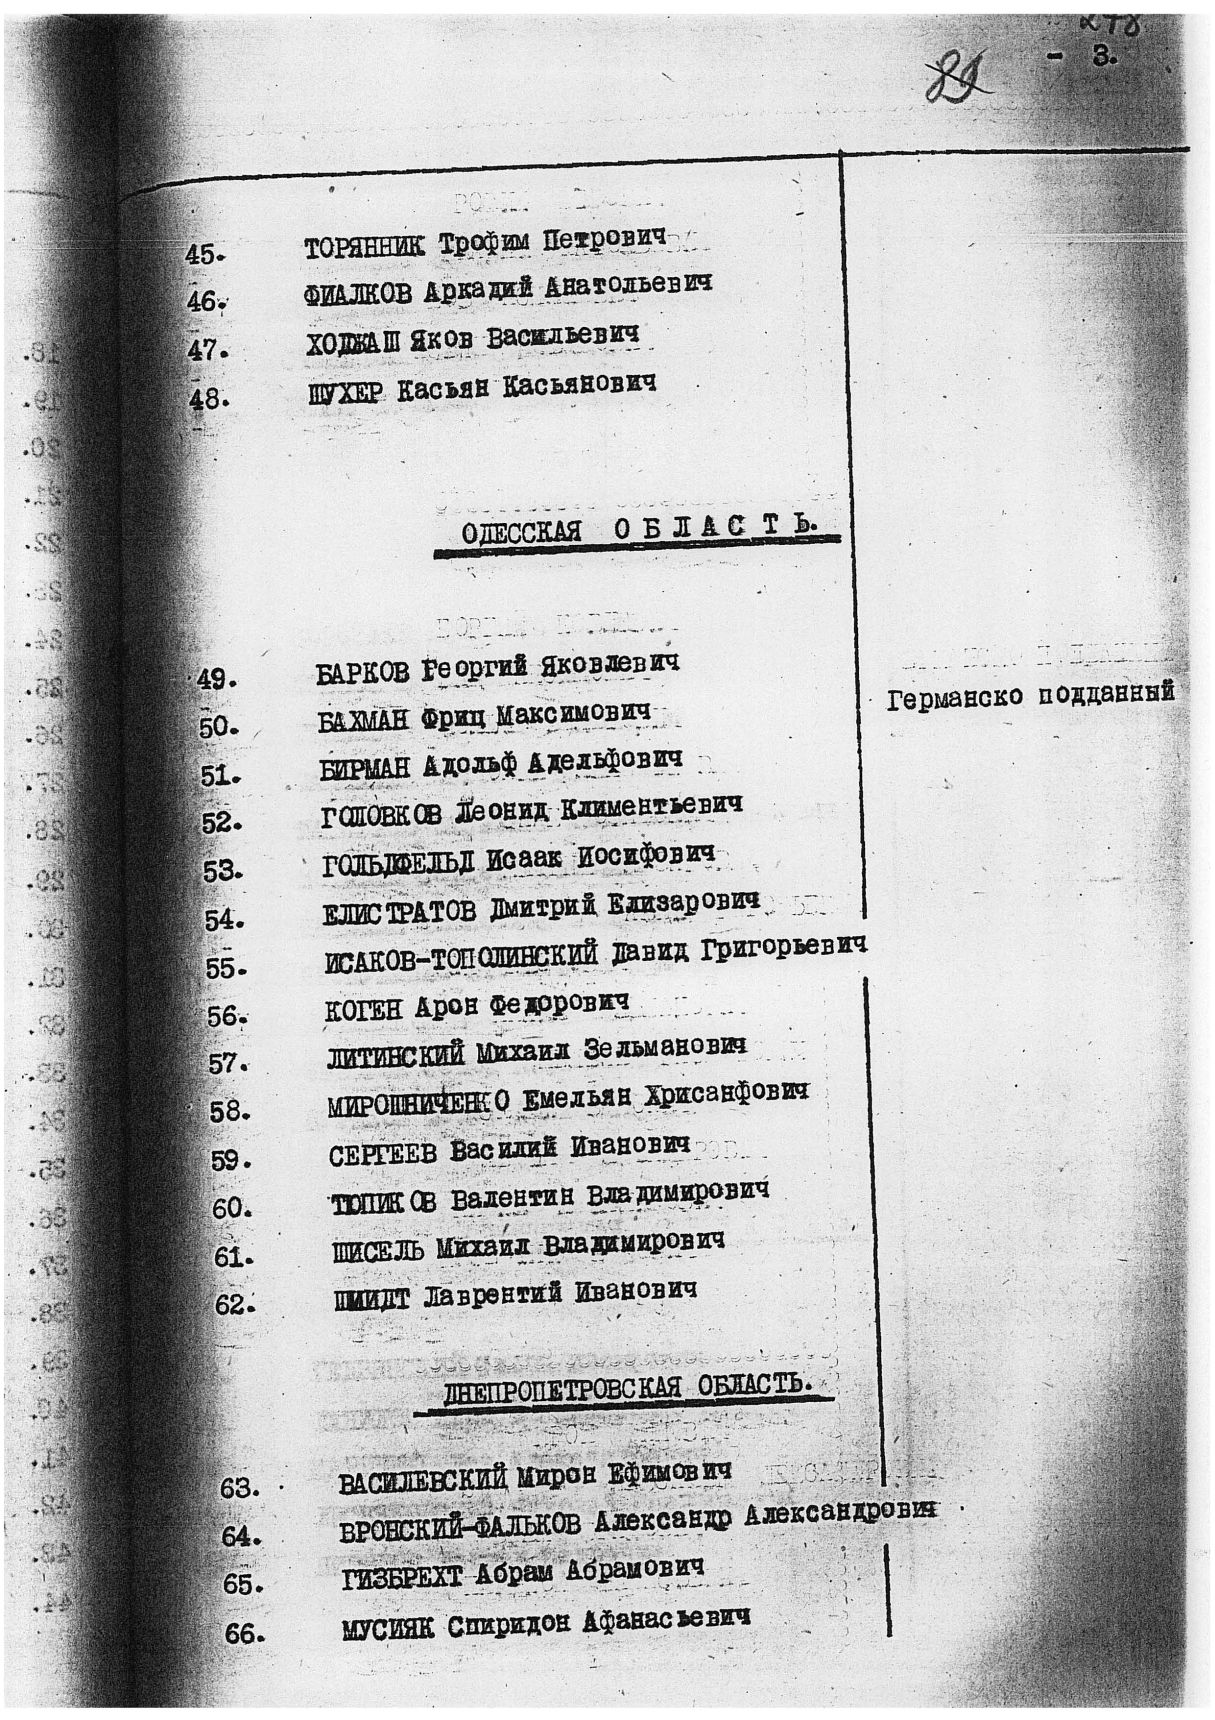 248
- 3.
45. ТОРЯННИК Трофим Петрович
46. ФИАЛКОВ Аркадий Анатольевич
47. ХОДЖАШ Яков Васильевич
48. ШУХЕР Касьян Касьянович
ОДЕССКАЯ О Б Л А С Т Ь.
49. БАРКОВ Георгий Яковлевич
50. БАХМАН Фриц Максимович Германско подданный
51. БИРМАН Адольф Адельфович
52. ГОЛОВКОВ Леонид Климентьевич
53. ГОЛЬДФЕЛЬД Исаак Иосифович
54. ЕЛИСТРАТОВ Дмитрий Елизарович
55. ИСАКОВ-ТОПОЛИНСКИЙ Давид Григорьевич
56. КОГЕН Арон Федорович
57. ЛИТИНСКИЙ Михаил Зельманович
58. МИРОШНИЧЕНКО Емельян Хрисанфович
59. СЕРГЕЕВ Василий Иванович
60. ТЮПИКОВ Валентин Владимирович
61. ШИСЕЛЬ Михаил Владимирович
62. ШМИДТ Лаврентий Иванович
ДНЕПРОПЕТРОВСКАЯ ОБЛАСТЬ.
63. ВАСИЛЕВСКИЙ Мирон Ефимович
64. ВРОНСКИЙ-ФАЛЬКОВ Александр Александрович
65. ГИЗБРЕХТ Абрам Абрамович
66. МУСИЯК Спиридон Афанасьевич